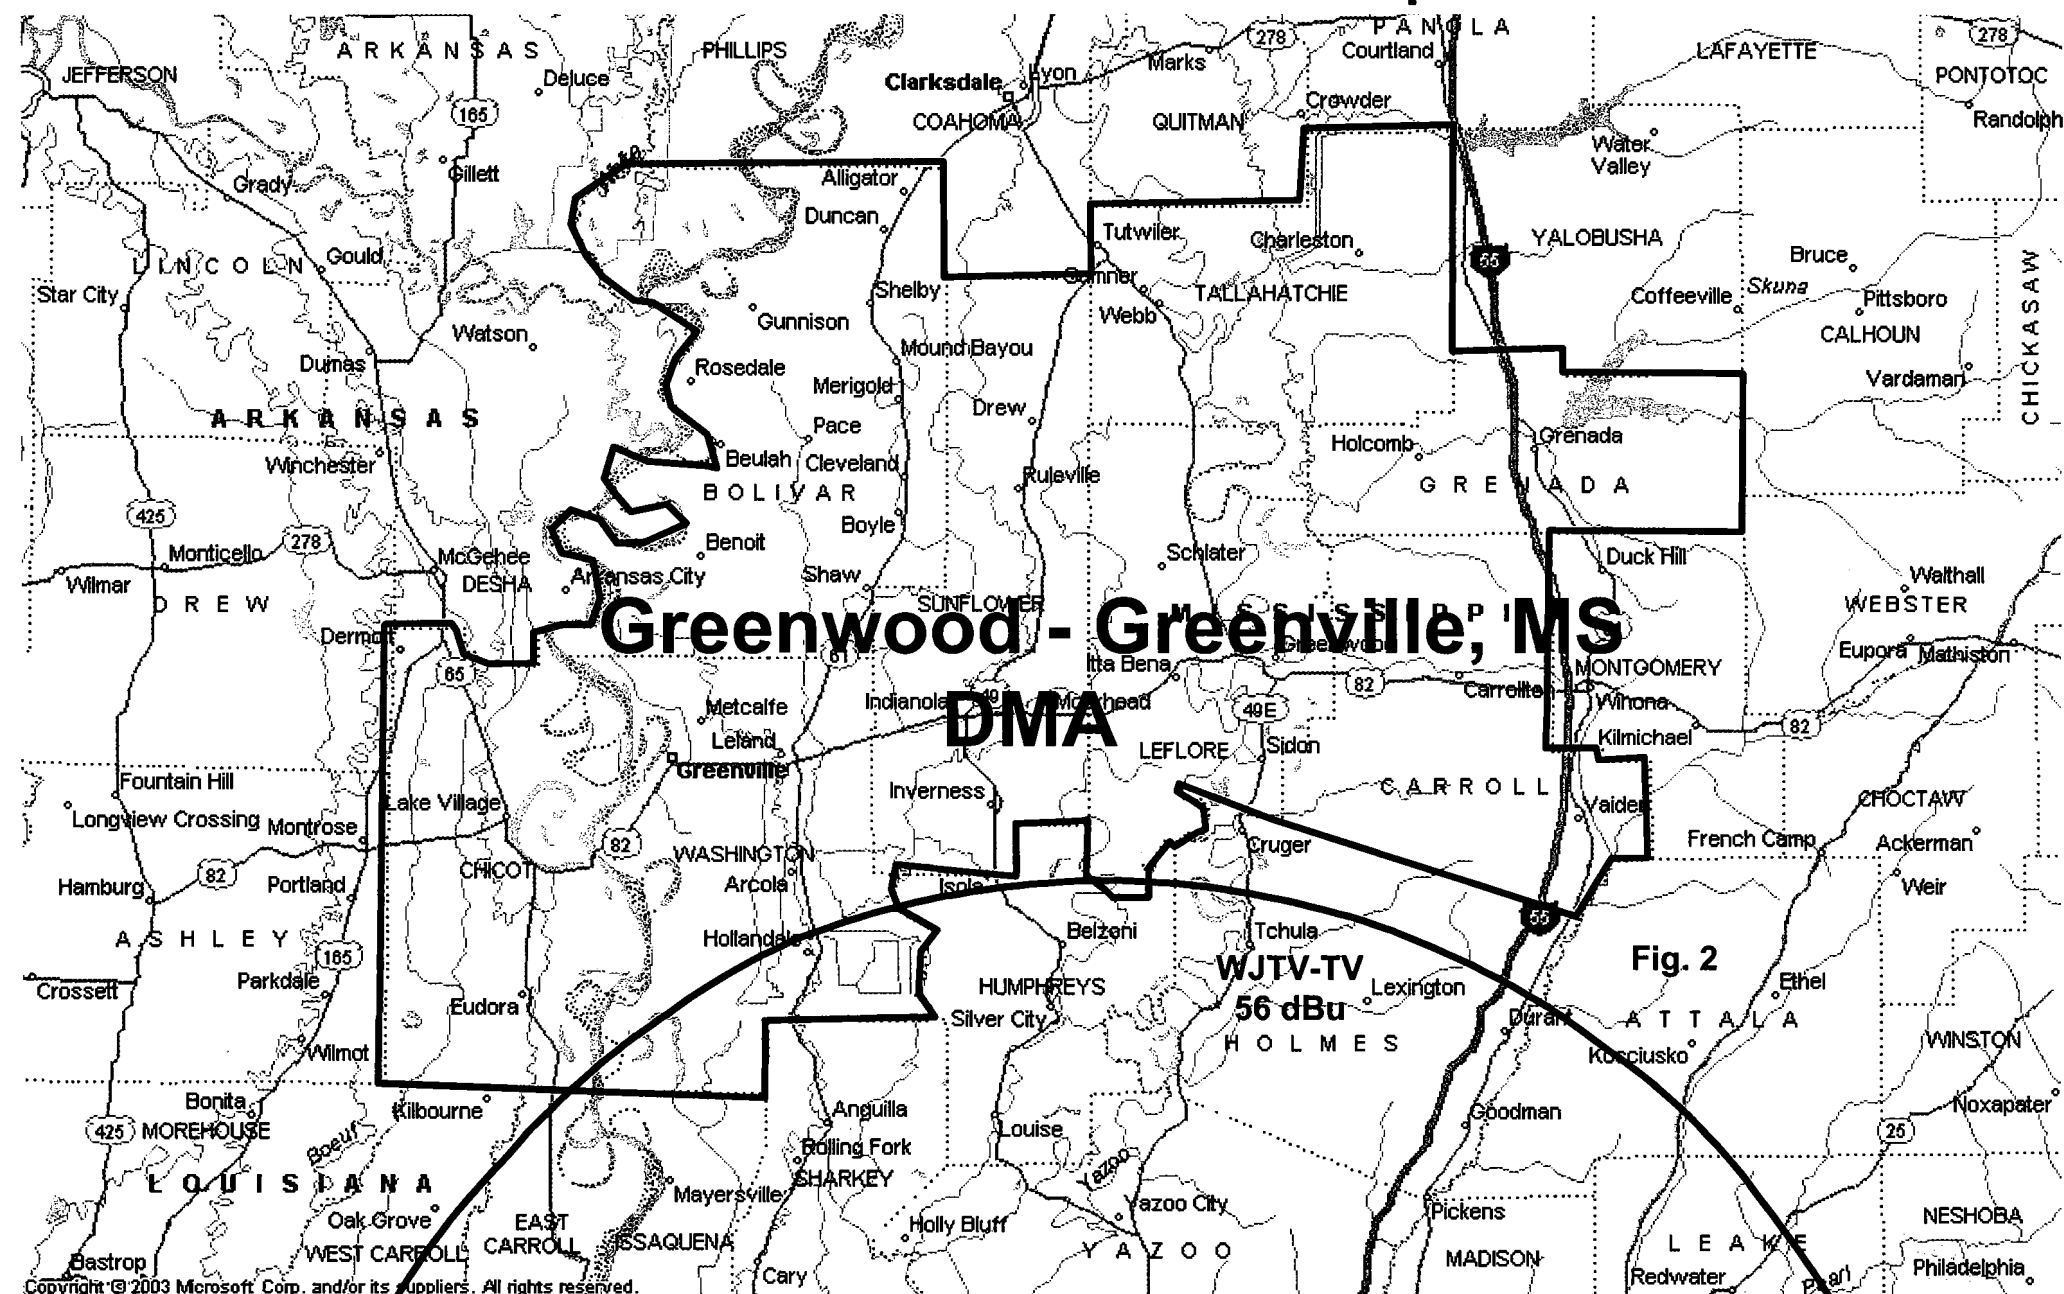 PANOLA
278
278
ARKANSAS
PHILLIPS
Courtland
LAFAYETTE
JEFFERSON
Deluce
Clarksdale
Lyon
Marks
PONTOTOC
165
Crowder
Randolph
COAHOMA
QUITMAN
Water
Valley
Gillett
Grady
Alligator
Duncan
Tutwiler
Charleston
YALOBUSHA
Gould
Bruce
LINCOLN
55
Sumner
Star City
Shelby
TALLAHATCHIE
Coffeeville
Skuna
Pittsboro
CHICKASAW
Gunnison
Webb
CALHOUN
Watson
Dumas
Mound Bayou
Rosedale
Merigold
Vardaman
Drew
ARKANSAS
Pace
Holcomb
Grenada
Winchester
Beulah
Cleveland
Ruleville
BOLIVAR
GRENADA
425
Boyle
278
Monticello
McGehee
Benoit
Schlater
Duck Hill
Wilmar
DESHA
Arkansas City
Shaw
Walthall
DREW
SUNFLOWER
MISSISSIPPI
WEBSTER
Greenwood - Greenville, MS
Dermott
Greenwood
61
Itta Bena
Eupora
Mathiston
65
82
MONTGOMERY
Carrollton
Metcalfe
Indianola
49
Moorhead
49E
Winona
DMA
82
Leland
LEFLORE
Sidon
Kilmichael
Greenville
Fountain Hill
Inverness
CARROLL
Lake Village
Vaiden
CHOCTAW
Longview Crossing
Montrose
82
Cruger
French Camp
Ackerman
WASHINGTON
82
CHICOT
Hamburg
Portland
Arcola
Isola
Weir
55
ASHLEY
Hollandale
Belzoni
Tchula
165
WJTV-TV
Fig. 2
Crossett
Parkdale
HUMPHREYS
Lexington
Ethel
Eudora
56 dBu
Silver City
Durant
ATTALA
HOLMES
WINSTON
Wilmot
Kosciusko
Bonita
Kilbourne
Anguilla
Goodman
Noxapater
425
MOREHOUSE
Boeuf
Louise
25
Rolling Fork
LOUISIANA
SHARKEY
Yazoo
Mayersville
Yazoo City
Pickens
Oak Grove
EAST
CARROLL
Holly Bluff
NESHOBA
WEST CARROLL
ISSAQUENA
YAZOO
LEAKE
MADISON
Bastrop
Cary
Redwater
Pearl
Philadelphia
Copyright © 2003 Microsoft Corp. and/or its suppliers. All rights reserved.